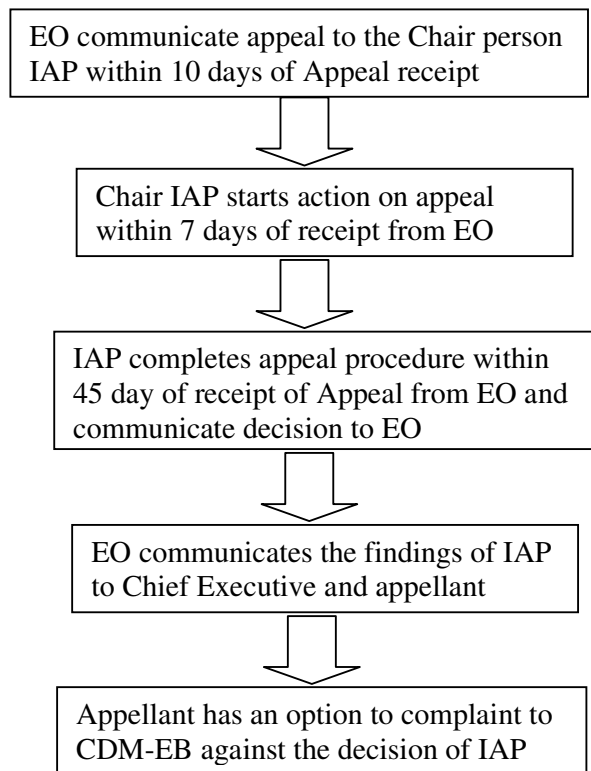 EO communicate appeal to the Chair person
IAP within 10 days of Appeal receipt
Chair IAP starts action on appeal
within 7 days of receipt from EO
IAP completes appeal procedure within
45 day of receipt of Appeal from EO and
communicate decision to EO
EO communicates the findings of IAP
to Chief Executive and appellant
Appellant has an option to complaint to
CDM-EB against the decision of IAP